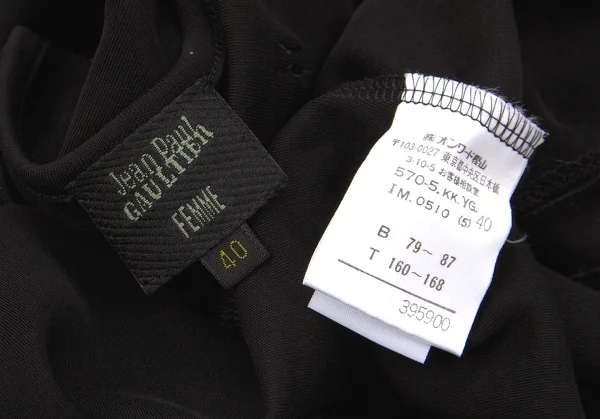 Jean Paul
GAULTIER
FEMME
40
㈱オンワード樫山
〒103-0027 東京都中央区日本橋
3-10-5 お客様相談室
570-5.KK.YG.
IM.0510 (5) 40
B 79~87
T 160~168
395900